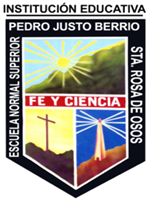 INSTITUCIÓN EDUCATIVA
PEDRO JUSTO BERRIO
ESCUELA NORMAL SUPERIOR
STA. ROSA DE OSOS
FE Y CIENCIA